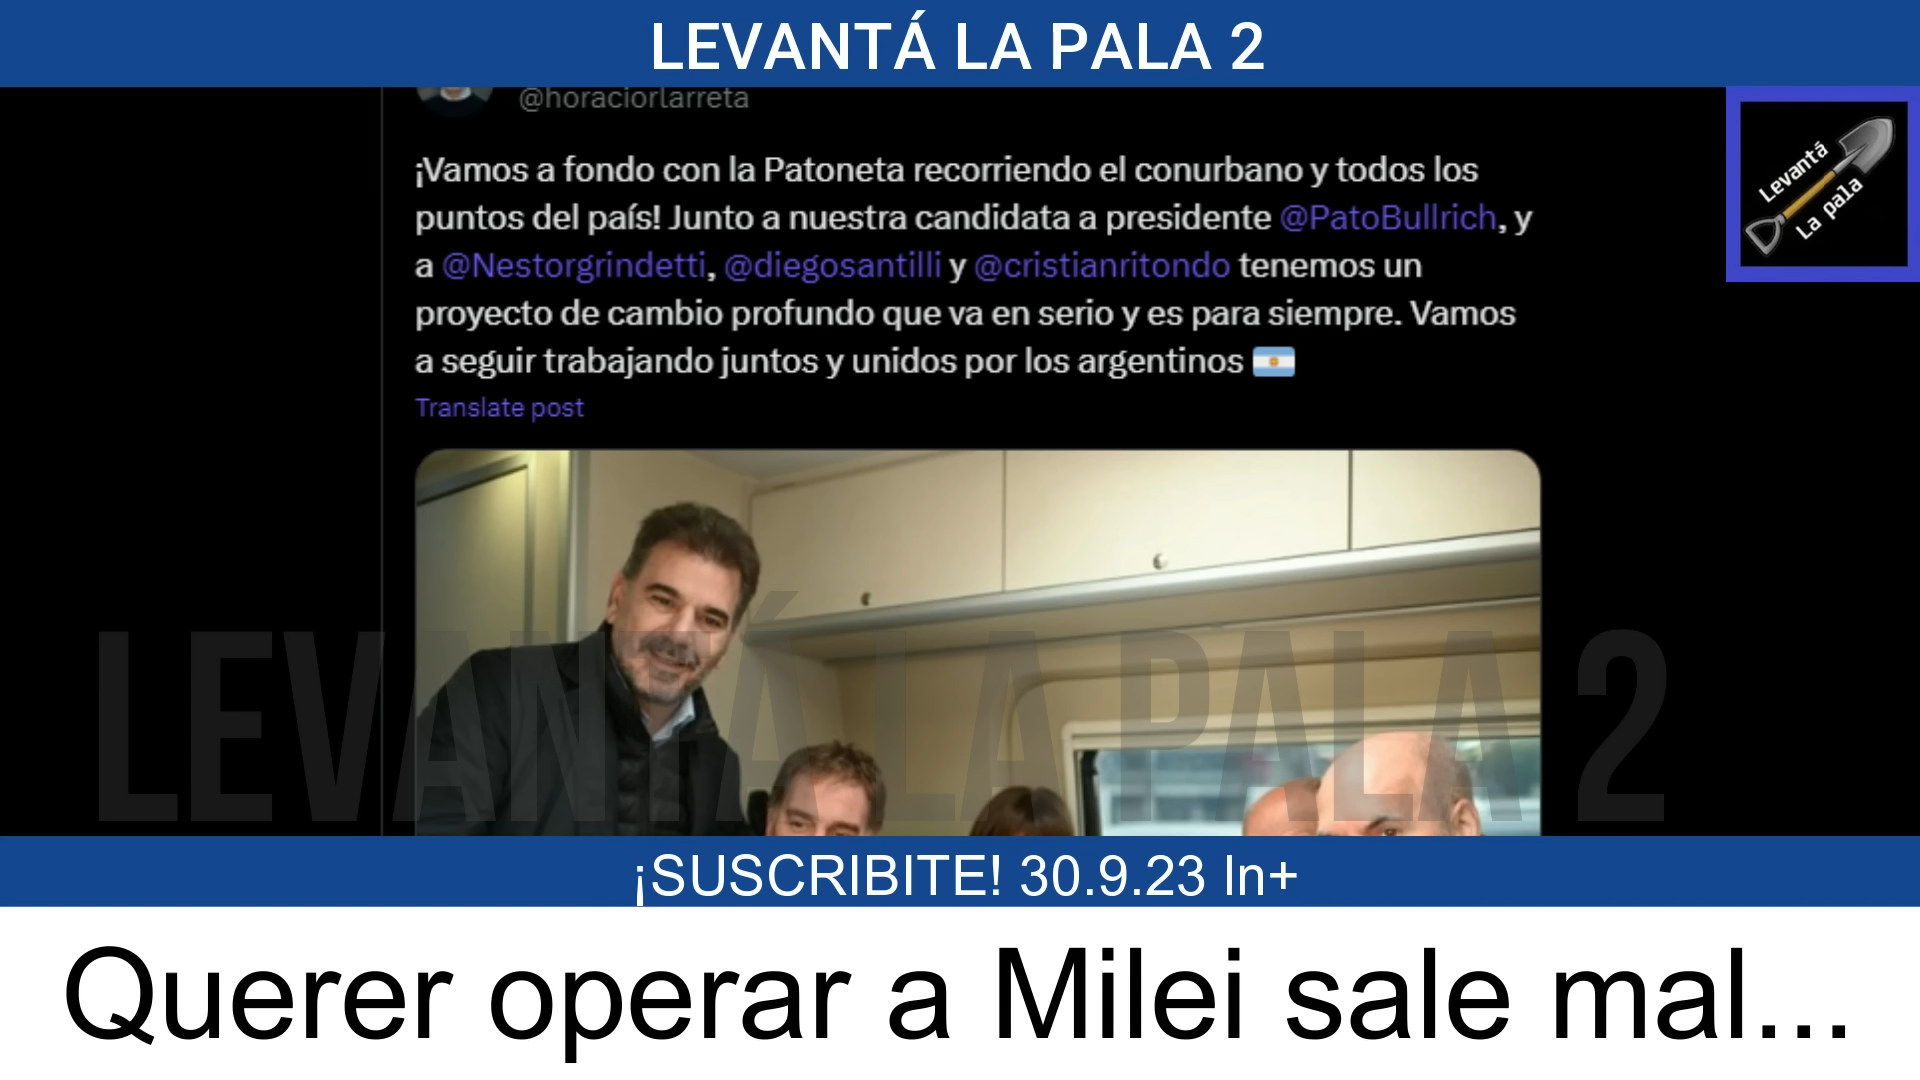 LEVANTÁ LA PALA 2
@horaciorlarreta
Levantá
La pala
¡Vamos a fondo con la Patoneta recorriendo el conurbano y todos los
puntos del país! Junto a nuestra candidata a presidente @PatoBullrich, y
a @Nestorgrindetti, @diegosantilli y @cristianritondo tenemos un
proyecto de cambio profundo que va en serio y es para siempre. Vamos
a seguir trabajando juntos y unidos por los argentinos
Translate post
LEVANTÁ LA PALA 2
¡SUSCRIBITE! 30.9.23 In+
Querer operar a Milei sale mal...